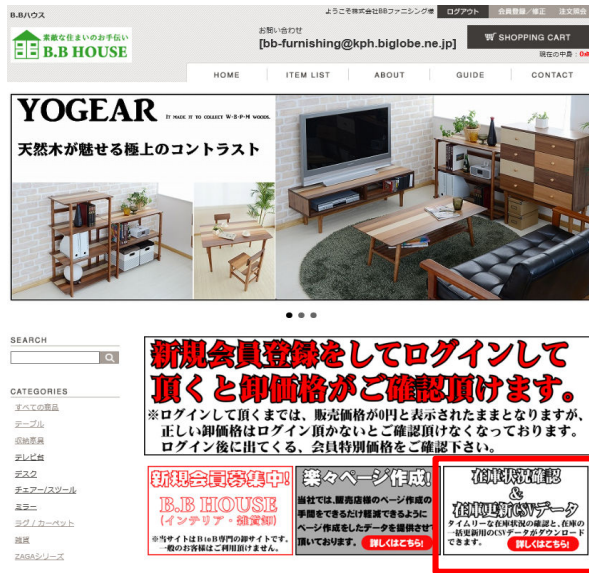 B.Bハウス
ようこそ株式会社BBファニシング様
ログアウト
会員登録／修正
注文照会
素敵な住まいのお手伝い
B.B HOUSE
お問い合わせ
[bb-furnishing@kph.biglobe.ne.jp]
SHOPPING CART
現在の中身：0
HOME
ITEM LIST
ABOUT
GUIDE
CONTACT
YOGEAR
IT MADE IT TO COLLECT W・B・P・M WOODS.
天然木が魅せる極上のコントラスト
SEARCH
CATEGORIES
すべての商品
テーブル
収納家具
テレビ台
デスク
チェアー/スツール
ミラー
ラグ / カーペット
雑貨
ZAGAシリーズ
新規会員登録をしてログインして
頂くと卸価格がご確認頂けます。
※ログインして頂くまでは、販売価格が0円と表示されたままとなりますが、
正しい卸価格はログイン頂かないとご確認頂けなくなっております。
ログイン後に出てくる、会員特別価格をご確認下さい。
新規会員募集中!
B.B HOUSE
(インテリア・雑貨卸)
※当サイトはBtoB専門の卸サイトです。
一般のお客様はご利用頂けません。
楽々ページ作成!
当社では、販売店様のページ作成の
手間をできるだけ軽減できるように
ページ作成をしたデータを提供させて
頂いております。
詳しくはこちら!
在庫状況確認
&
在庫更新CSVデータ
タイムリーな在庫状況の確認と、在庫の
一括更新用のCSVデータがダウンロード
できます。
詳しくはこちら!